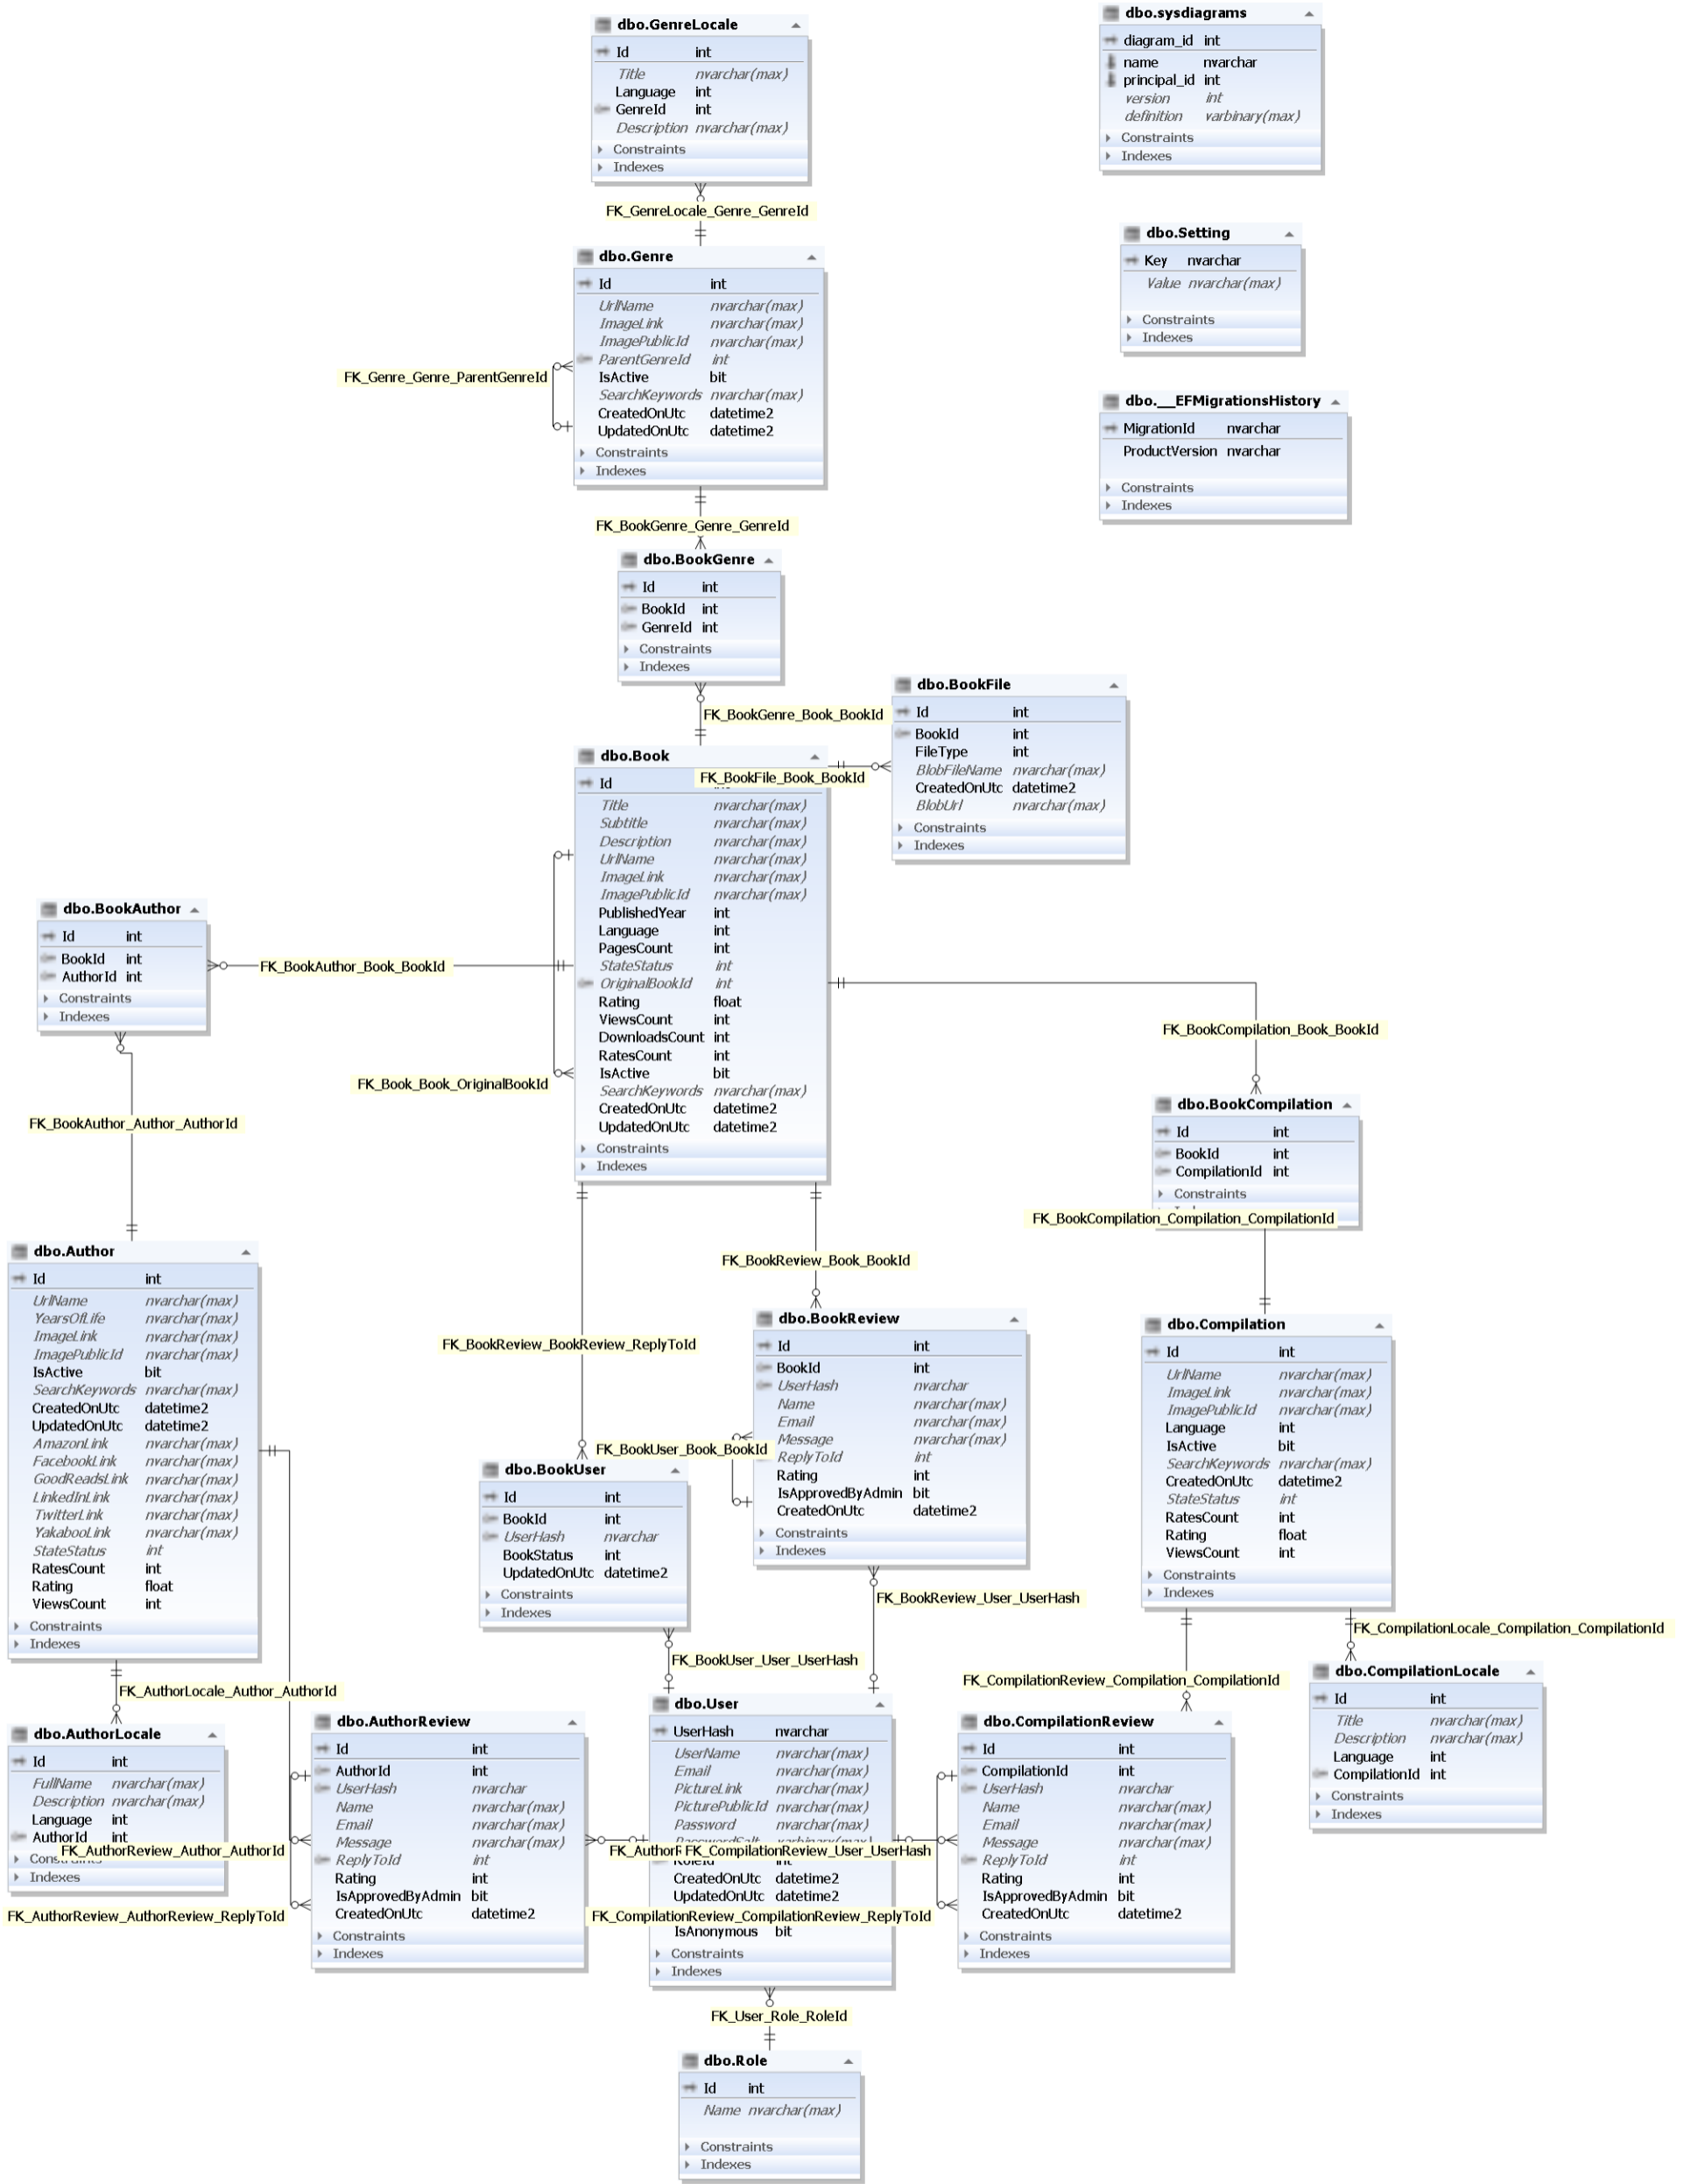 dbo.GenreLocale
Id int
Title nvarchar(max)
Language int
GenreId int
Description nvarchar(max)
Constraints
Indexes
dbo.sysdiagrams
diagram_id int
name nvarchar
principal_id int
version int
definition varbinary(max)
Constraints
Indexes
FK_GenreLocale_Genre_GenreId
dbo.Setting
Key nvarchar
Value nvarchar(max)
Constraints
Indexes
dbo.Genre
Id int
UrlName nvarchar(max)
ImageLink nvarchar(max)
ImagePublicId nvarchar(max)
ParentGenreId int
IsActive bit
SearchKeywords nvarchar(max)
CreatedOnUtc datetime2
UpdatedOnUtc datetime2
Constraints
Indexes
FK_Genre_Genre_ParentGenreId
dbo.__EFMigrationsHistory
MigrationId nvarchar
ProductVersion nvarchar
Constraints
Indexes
FK_BookGenre_Genre_GenreId
dbo.BookGenre
Id int
BookId int
GenreId int
Constraints
Indexes
FK_BookGenre_Book_BookId
dbo.BookFile
Id int
BookId int
FileType int
BlobFileName nvarchar(max)
CreatedOnUtc datetime2
BlobUrl nvarchar(max)
Constraints
Indexes
FK_BookFile_Book_BookId
dbo.Book
Id
Title nvarchar(max)
Subtitle nvarchar(max)
Description nvarchar(max)
UrlName nvarchar(max)
ImageLink nvarchar(max)
ImagePublicId nvarchar(max)
PublishedYear int
Language int
PagesCount int
StateStatus int
OriginalBookId int
Rating float
ViewsCount int
DownloadsCount int
RatesCount int
IsActive bit
SearchKeywords nvarchar(max)
CreatedOnUtc datetime2
UpdatedOnUtc datetime2
Constraints
Indexes
dbo.BookAuthor
Id int
BookId int
AuthorId int
Constraints
Indexes
FK_BookAuthor_Book_BookId
FK_Book_Book_OriginalBookId
FK_BookCompilation_Book_BookId
FK_BookAuthor_Author_AuthorId
dbo.BookCompilation
Id int
BookId int
CompilationId int
Constraints
FK_BookCompilation_Compilation_CompilationId
dbo.Author
Id int
UrlName nvarchar(max)
YearsOfLife nvarchar(max)
ImageLink nvarchar(max)
ImagePublicId nvarchar(max)
IsActive bit
SearchKeywords nvarchar(max)
CreatedOnUtc datetime2
UpdatedOnUtc datetime2
AmazonLink nvarchar(max)
FacebookLink nvarchar(max)
GoodReadsLink nvarchar(max)
LinkedInLink nvarchar(max)
TwitterLink nvarchar(max)
YakabooLink nvarchar(max)
StateStatus int
RatesCount int
Rating float
ViewsCount int
Constraints
Indexes
FK_BookReview_Book_BookId
FK_BookReview_BookReview_ReplyToId
dbo.BookReview
Id int
BookId int
UserHash nvarchar
Name nvarchar(max)
Email nvarchar(max)
Message nvarchar(max)
ReplyToId int
Rating int
IsApprovedByAdmin bit
CreatedOnUtc datetime2
Constraints
Indexes
dbo.Compilation
Id int
UrlName nvarchar(max)
ImageLink nvarchar(max)
ImagePublicId nvarchar(max)
Language int
IsActive bit
SearchKeywords nvarchar(max)
CreatedOnUtc datetime2
StateStatus int
RatesCount int
Rating float
ViewsCount int
Constraints
Indexes
FK_BookUser_Book_BookId
dbo.BookUser
Id int
BookId int
UserHash nvarchar
BookStatus int
UpdatedOnUtc datetime2
Constraints
Indexes
FK_BookReview_User_UserHash
FK_BookUser_User_UserHash
FK_CompilationLocale_Compilation_CompilationId
FK_CompilationReview_Compilation_CompilationId
FK_AuthorLocale_Author_AuthorId
dbo.AuthorLocale
Id int
FullName nvarchar(max)
Description nvarchar(max)
Language int
AuthorId int
Indexes
FK_AuthorReview_Author_AuthorId
FK_AuthorReview_AuthorReview_ReplyToId
dbo.AuthorReview
Id int
AuthorId int
UserHash nvarchar
Name nvarchar(max)
Email nvarchar(max)
Message nvarchar(max)
ReplyToId int
Rating int
IsApprovedByAdmin bit
CreatedOnUtc datetime2
Constraints
Indexes
dbo.User
UserHash nvarchar
UserName nvarchar(max)
Email nvarchar(max)
PictureLink nvarchar(max)
PicturePublicId nvarchar(max)
Password nvarchar(max)
PasswordSalt varbinary(max)
FK_CompilationReview_User_UserHash
RoleId int
CreatedOnUtc datetime2
UpdatedOnUtc datetime2
FK_CompilationReview_CompilationReview_ReplyToId
IsAnonymous bit
Constraints
Indexes
dbo.CompilationReview
Id int
CompilationId int
UserHash nvarchar
Name nvarchar(max)
Email nvarchar(max)
Message nvarchar(max)
ReplyToId int
Rating int
IsApprovedByAdmin bit
CreatedOnUtc datetime2
Constraints
Indexes
dbo.CompilationLocale
Id int
Title nvarchar(max)
Description nvarchar(max)
Language int
CompilationId int
Constraints
Indexes
FK_User_Role_RoleId
dbo.Role
Id int
Name nvarchar(max)
Constraints
Indexes